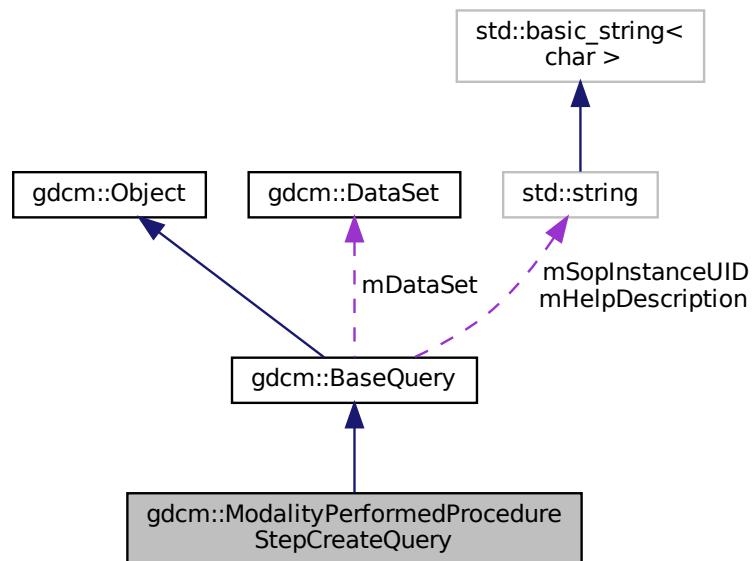 std::basic_string<
char >
gdcm::Object
gdcm::DataSet
std::string
mDataSet
mSopInstanceUID
mHelpDescription
gdcm::BaseQuery
gdcm::ModalityPerformedProcedure
StepCreateQuery